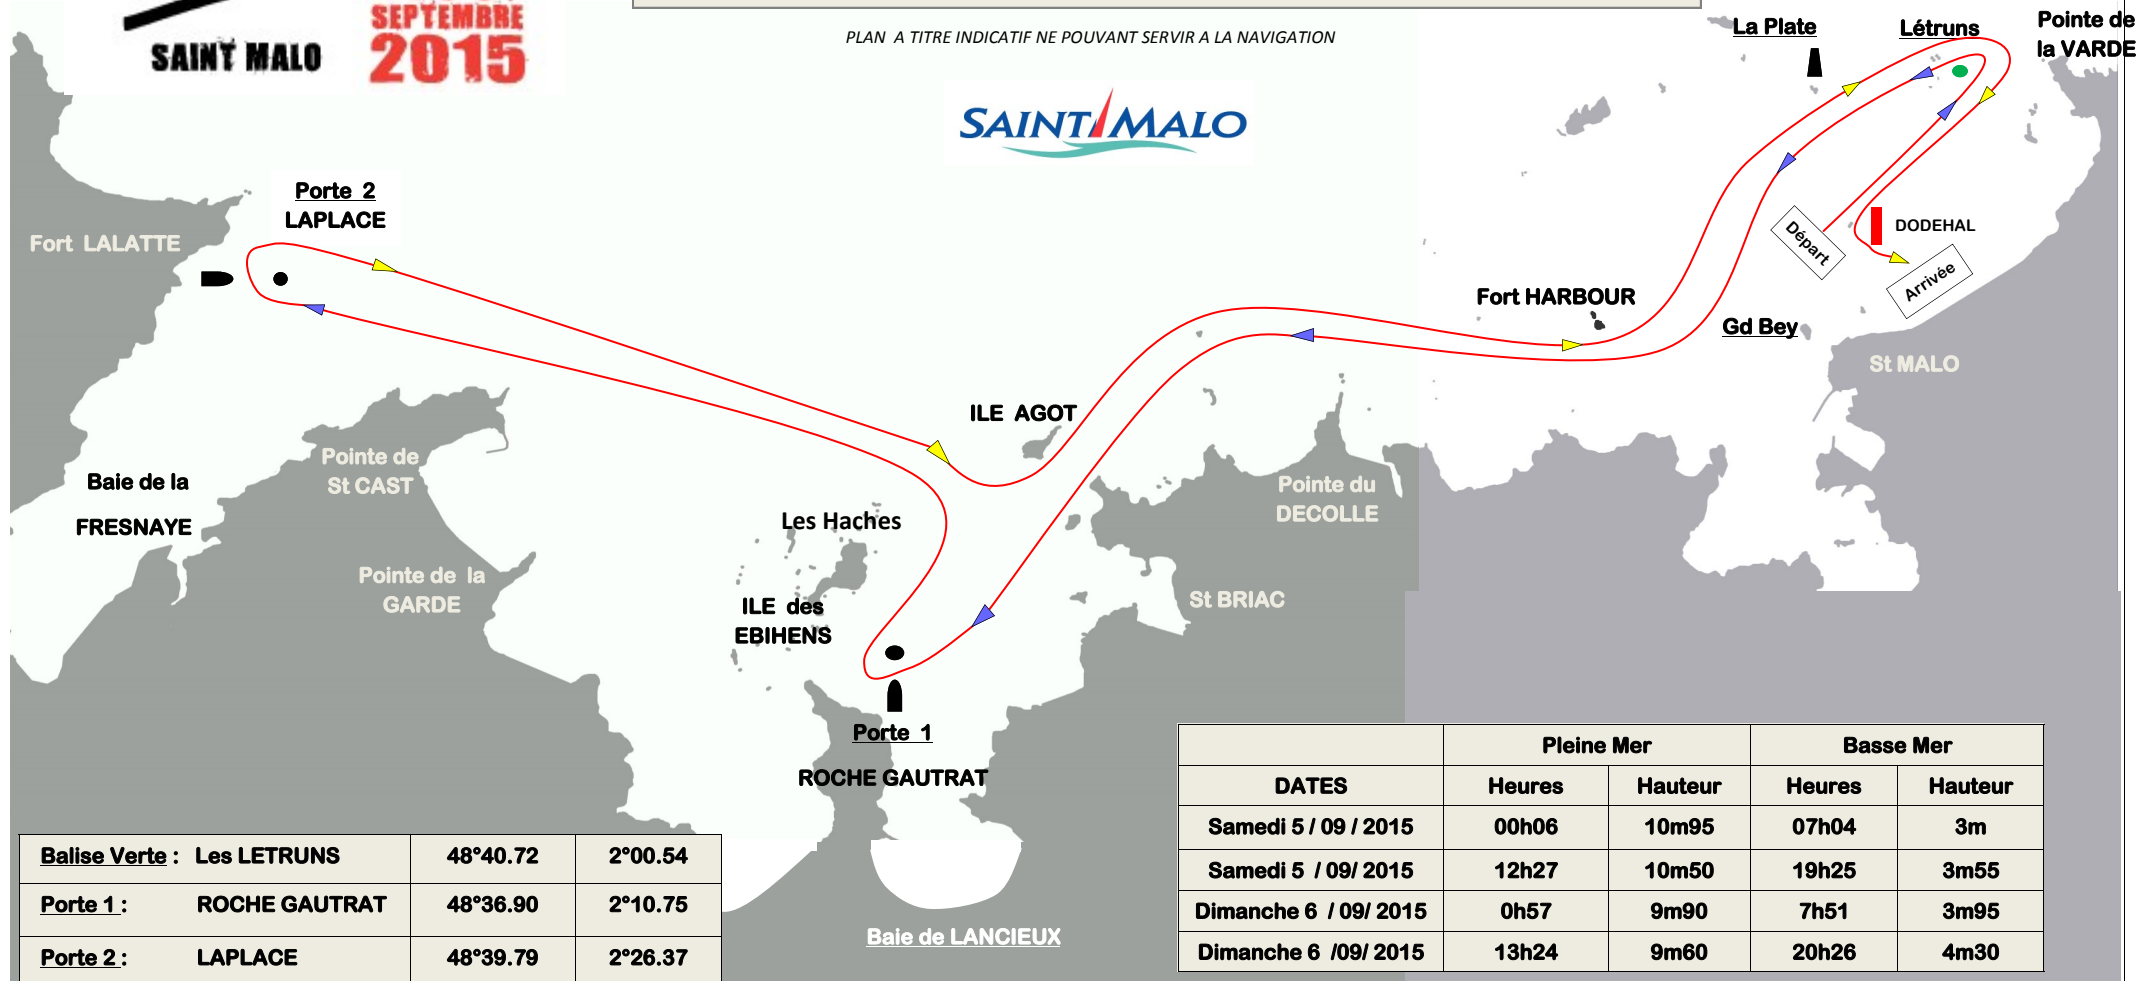 SEPTEMBRE
2015
SAINT MALO
PLAN A TITRE INDICATIF NE POUVANT SERVIR A LA NAVIGATION
SAINT/MALO
La Plate
Létruns
Pointe de
la VARDE
Porte 2
LAPLACE
Fort LALATTE
DODEHAL
Départ
Arrivée
Fort HARBOUR
Gd Bey
St MALO
ILE AGOT
Pointe de
St CAST
Baie de la
FRESNAYE
Pointe du
DECOLLE
Les Haches
Pointe de la
GARDE
ILE des
EBIHENS
St BRIAC
Porte 1
ROCHE GAUTRAT
Baie de LANCIEUX
Balise Verte : Les LETRUNS 48°40.72 2°00.54
Porte 1 : ROCHE GAUTRAT 48°36.90 2°10.75
Porte 2 : LAPLACE 48°39.79 2°26.37
Pleine Mer Basse Mer
DATES Heures Hauteur Heures Hauteur
Samedi 5 / 09 / 2015 00h06 10m95 07h04 3m
Samedi 5 / 09/ 2015 12h27 10m50 19h25 3m55
Dimanche 6 / 09/ 2015 0h57 9m90 7h51 3m95
Dimanche 6 /09/ 2015 13h24 9m60 20h26 4m30